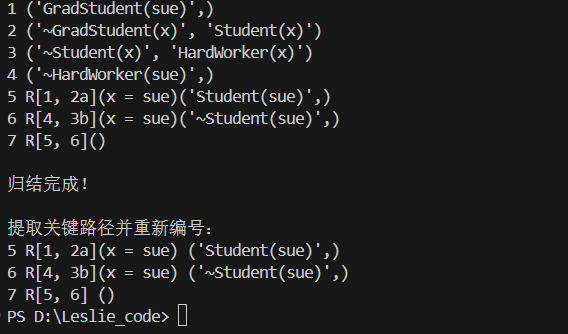 1 ('GradStudent(sue)',)
2 ('~GradStudent(x)', 'Student(x)')
3 ('~Student(x)', 'HardWorker(x)')
4 ('~HardWorker(sue)',)
5 R[1, 2a](x = sue)('Student(sue)',)
6 R[4, 3b](x = sue)('~Student(sue)',)
7 R[5, 6]()
归结完成!
提取关键路径并重新编号:
5 R[1, 2a](x = sue) ('Student(sue)',)
6 R[4, 3b](x = sue) ('~Student(sue)',)
7 R[5, 6] ()
PS D:\Leslie_code>